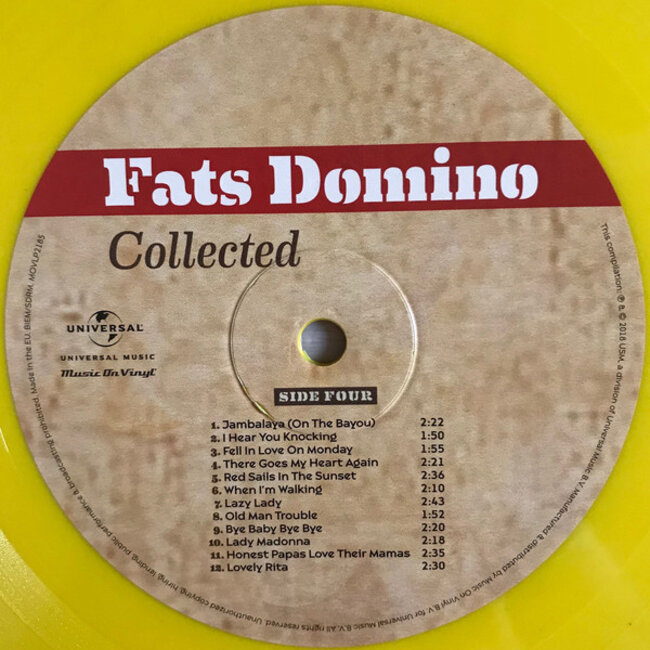 Fats Domino
Collected
UNIVERSAL
UNIVERSAL MUSIC
Music On Vinyl
SIDE FOUR
1. Jambalaya (On The Bayou) 2:22
2. I Hear You Knocking 1:50
3. Fell In Love On Monday 1:55
4. There Goes My Heart Again 2:21
5. Red Sails In The Sunset 2:36
6. When I'm Walking 2:10
7. Lazy Lady 2:43
8. Old Man Trouble 1:52
9. Bye Baby Bye Bye 2:20
10. Lady Madonna 2:18
11. Honest Papas Love Their Mamas 2:35
12. Lovely Rita 2:30
This compilation: ℗ & © 2018 USM, a division of Universal Music B.V. Manufactured & distributed by Music On Vinyl B.V. for Universal Music B.V. All rights reserved. Unauthorized copying, hiring, lending, public performance & broadcasting prohibited. Made in the EU. BIEM/SDRM. MOVLP2185